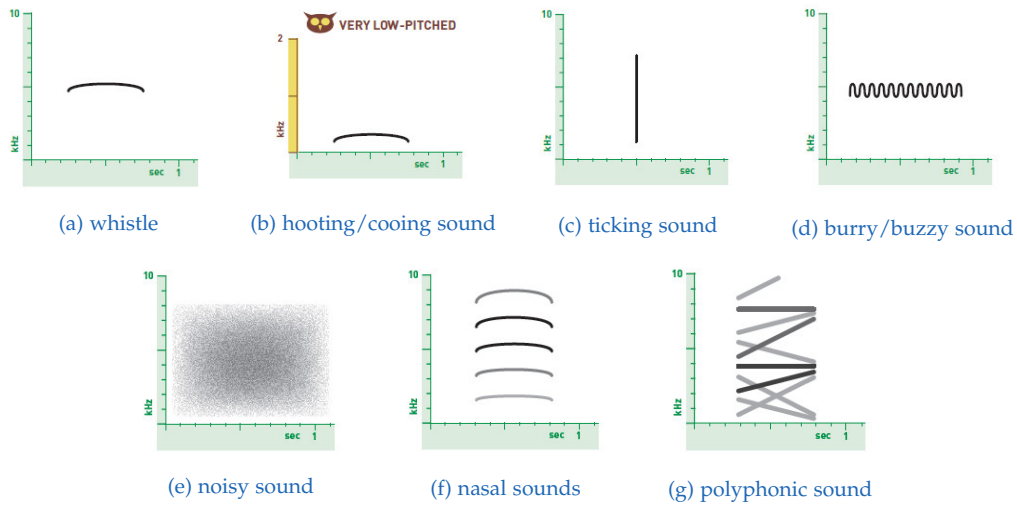 10
kHz
sec 1
(a) whistle
VERY LOW-PITCHED
2
kHz
sec 1
(b) hooting/cooing sound
10
kHz
sec 1
(c) ticking sound
10
kHz
sec 1
(d) burry/buzzy sound
10
kHz
sec 1
(e) noisy sound
10
kHz
sec 1
(f) nasal sounds
10
kHz
sec 1
(g) polyphonic sound